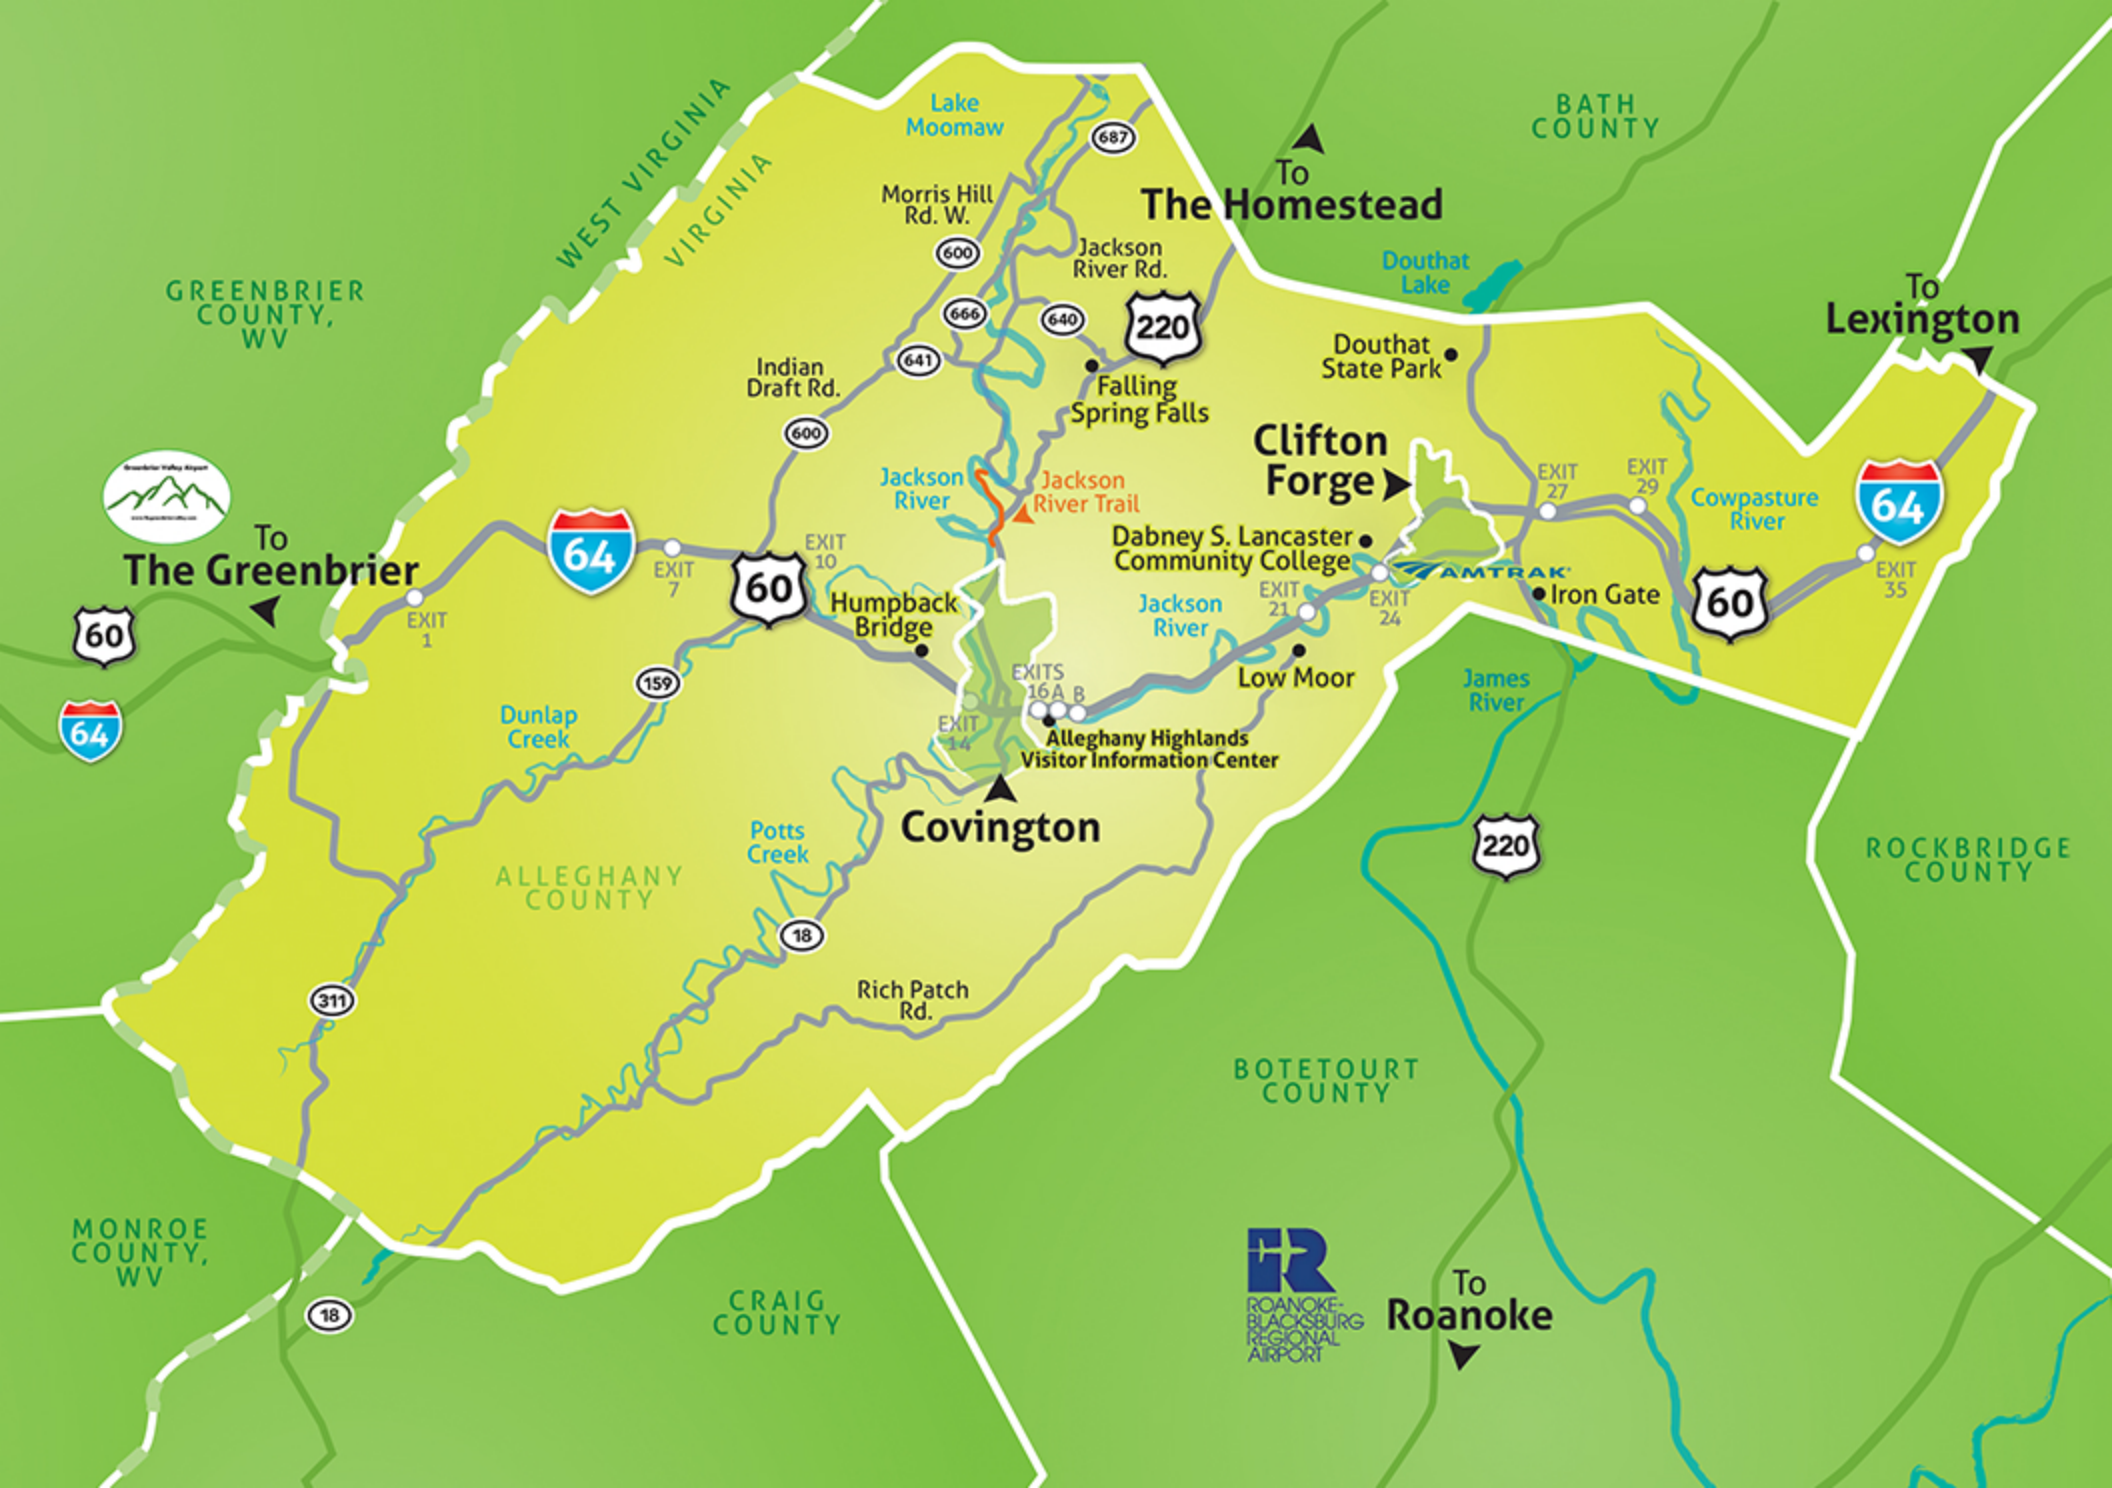 Lake
Moomaw
687
BATH
COUNTY
WEST VIRGINIA
VIRGINIA
To
The Homestead
Morris Hill
Rd. W.
600
Jackson
River Rd.
Douthat
Lake
GREENBRIER
COUNTY,
WV
To
Lexington
666
640
220
641
Indian
Draft Rd.
Douthat
State Park
Falling
Spring Falls
600
Clifton
Forge
Greenbrier Valley Airport
Jackson
River
Jackson
River Trail
EXIT
27
EXIT
29
Cowpasture
River
64
To
The Greenbrier
64
EXIT
7
60
EXIT
10
Dabney S. Lancaster
Community College
AMTRAK
EXIT
35
60
EXIT
1
Humpback
Bridge
Jackson
River
EXIT
21
EXIT
24
Iron Gate
60
159
EXITS
16 A B
Low Moor
James
River
64
Dunlap
Creek
EXIT
14
Alleghany Highlands
Visitor Information Center
Covington
Potts
Creek
220
ROCKBRIDGE
COUNTY
ALLEGHANY
COUNTY
18
311
Rich Patch
Rd.
BOTETOURT
COUNTY
MONROE
COUNTY,
WV
18
CRAIG
COUNTY
ROANOKE-
BLACKSBURG
REGIONAL
AIRPORT
To
Roanoke